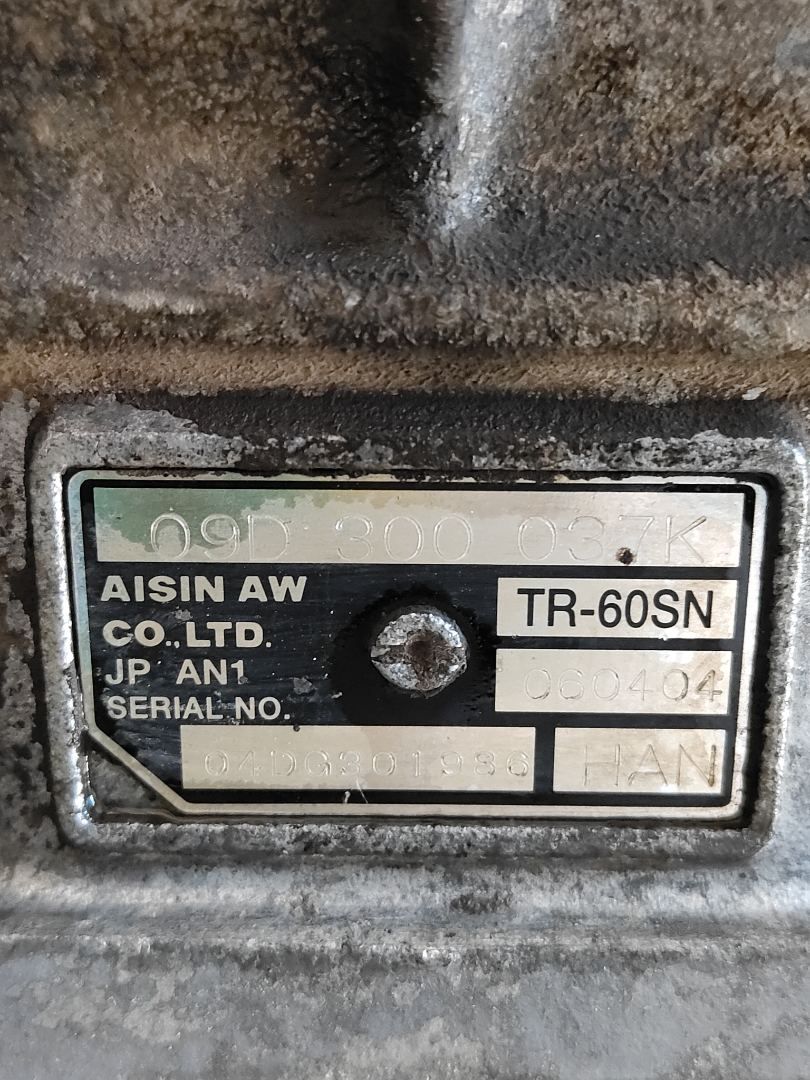 09D 300 037K
AISIN AW
CO.,LTD.
JP AN1
SERIAL NO.
TR-60SN
060404
04DG301986
HAN